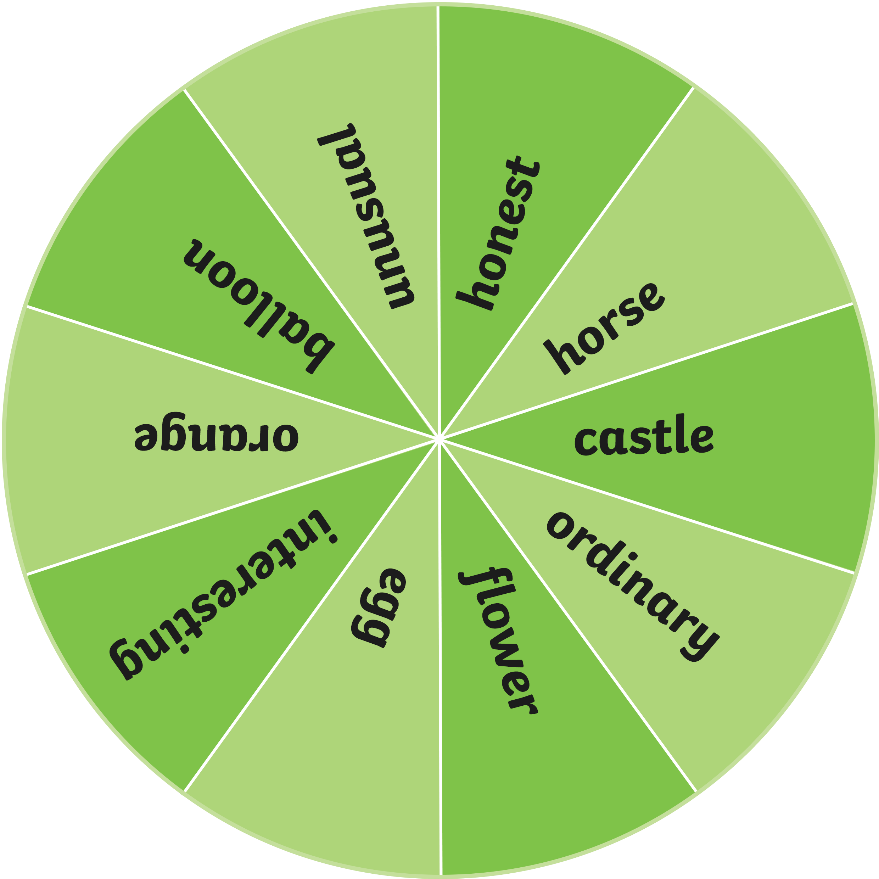 honest
horse
castle
ordinary
flower
egg
interesting
orange
balloon
unusual